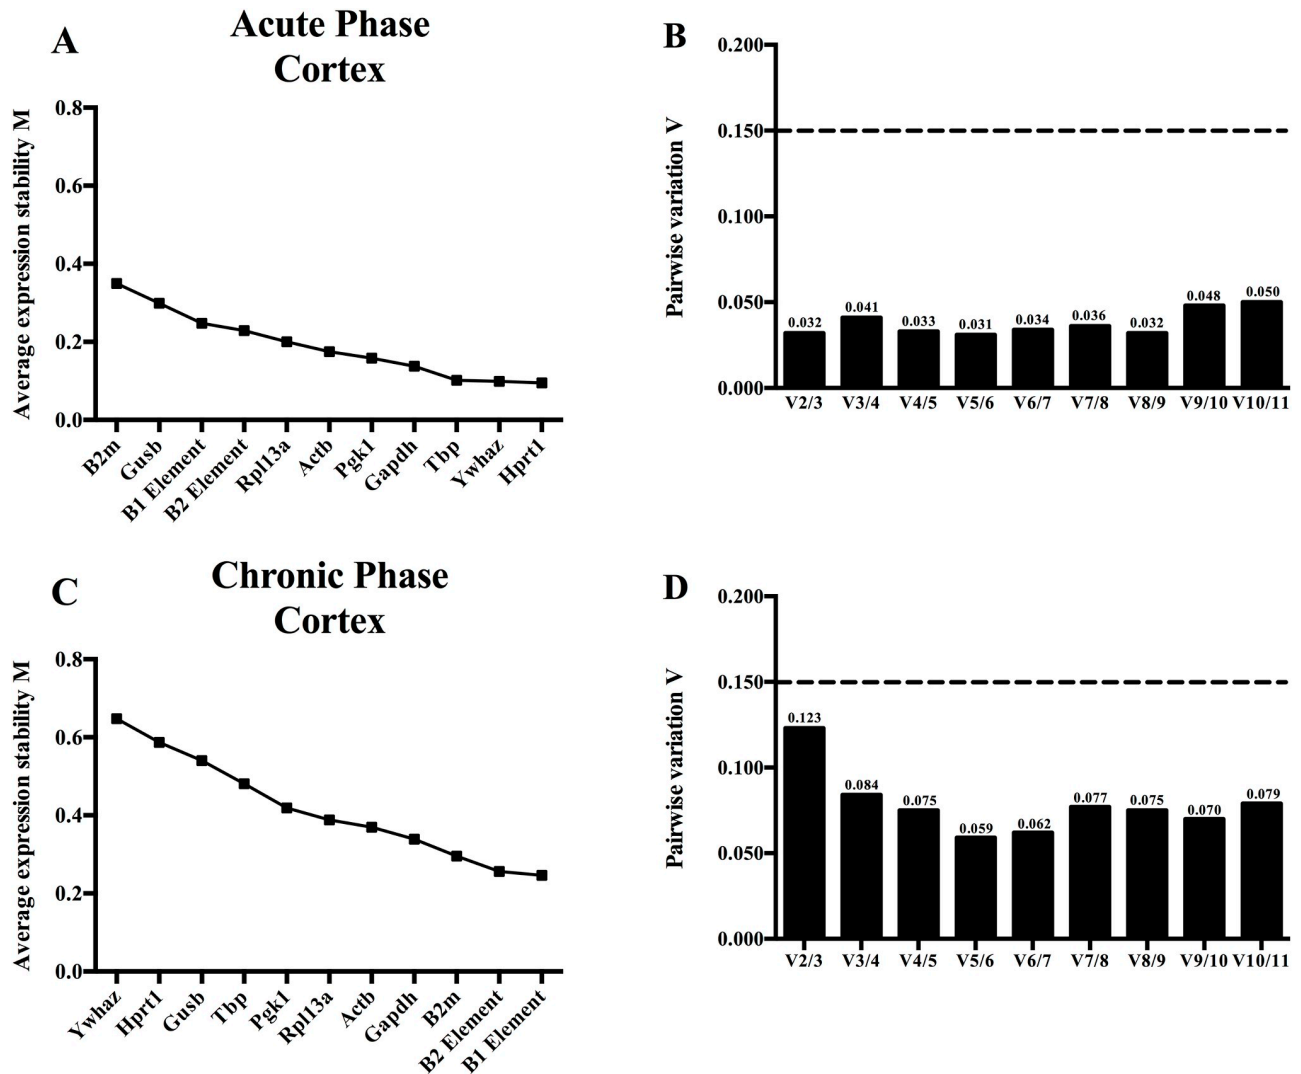 A
Acute Phase
Cortex
Average expression stability M
0.8
0.6
0.4
0.2
0.0
B2m
Gusb
B1 Element
B2 Element
Rpl13a
Actb
Pgk1
Gapdh
Tbp
Ywhaz
Hprt1
B
Pairwise variation V
0.200
0.150
0.100
0.050
0.000
0.032
0.041
0.033
0.031
0.034
0.036
0.032
0.048
0.050
V2/3
V3/4
V4/5
V5/6
V6/7
V7/8
V8/9
V9/10
V10/11
C
Chronic Phase
Cortex
Average expression stability M
0.8
0.6
0.4
0.2
0.0
Ywhaz
Hprt1
Gusb
Tbp
Pgk1
Rpl13a
Actb
Gapdh
B2m
B2 Element
B1 Element
D
Pairwise variation V
0.200
0.150
0.100
0.050
0.000
0.123
0.084
0.075
0.059
0.062
0.077
0.075
0.070
0.079
V2/3
V3/4
V4/5
V5/6
V6/7
V7/8
V8/9
V9/10
V10/11